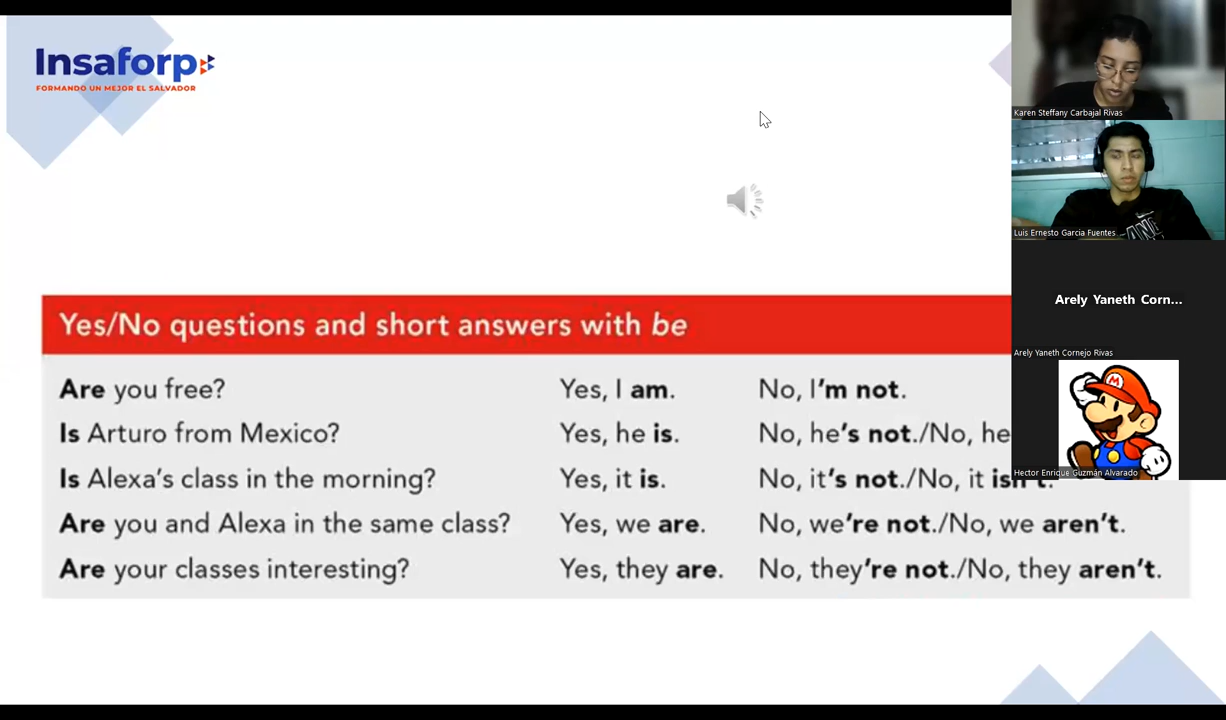 Insaforp
FORMANDO UN MEJOR EL SALVADOR
Yes/No questions and short answers with be
Are you free? Yes, I am. No, I'm not.
Is Arturo from Mexico? Yes, he is. No, he's not./No, he
Is Alexa's class in the morning? Yes, it is. No, it's not./No, it isn't.
Are you and Alexa in the same class? Yes, we are. No, we're not./No, we aren't.
Are your classes interesting? Yes, they are. No, they're not./No, they aren't.
Karen Steffany Carbajal Rivas
Luis Ernesto Garcia Fuentes
Arely Yaneth Corn...
Arely Yaneth Cornejo Rivas
M
Hector Enrique Guzmán Alvarado